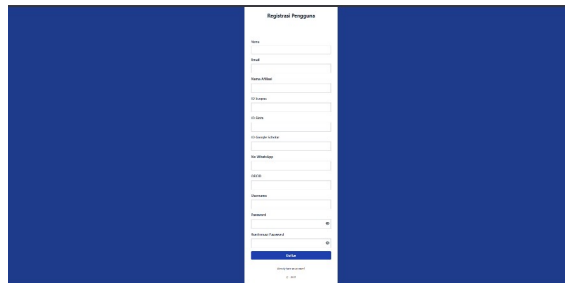 Registrasi Pengguna
Nama
Email
Nama Afiliasi
ID Scopus
ID Sinta
ID Google Scholar
No WhatsApp
ORCID
Username
Password
Konfirmasi Password
Daftar